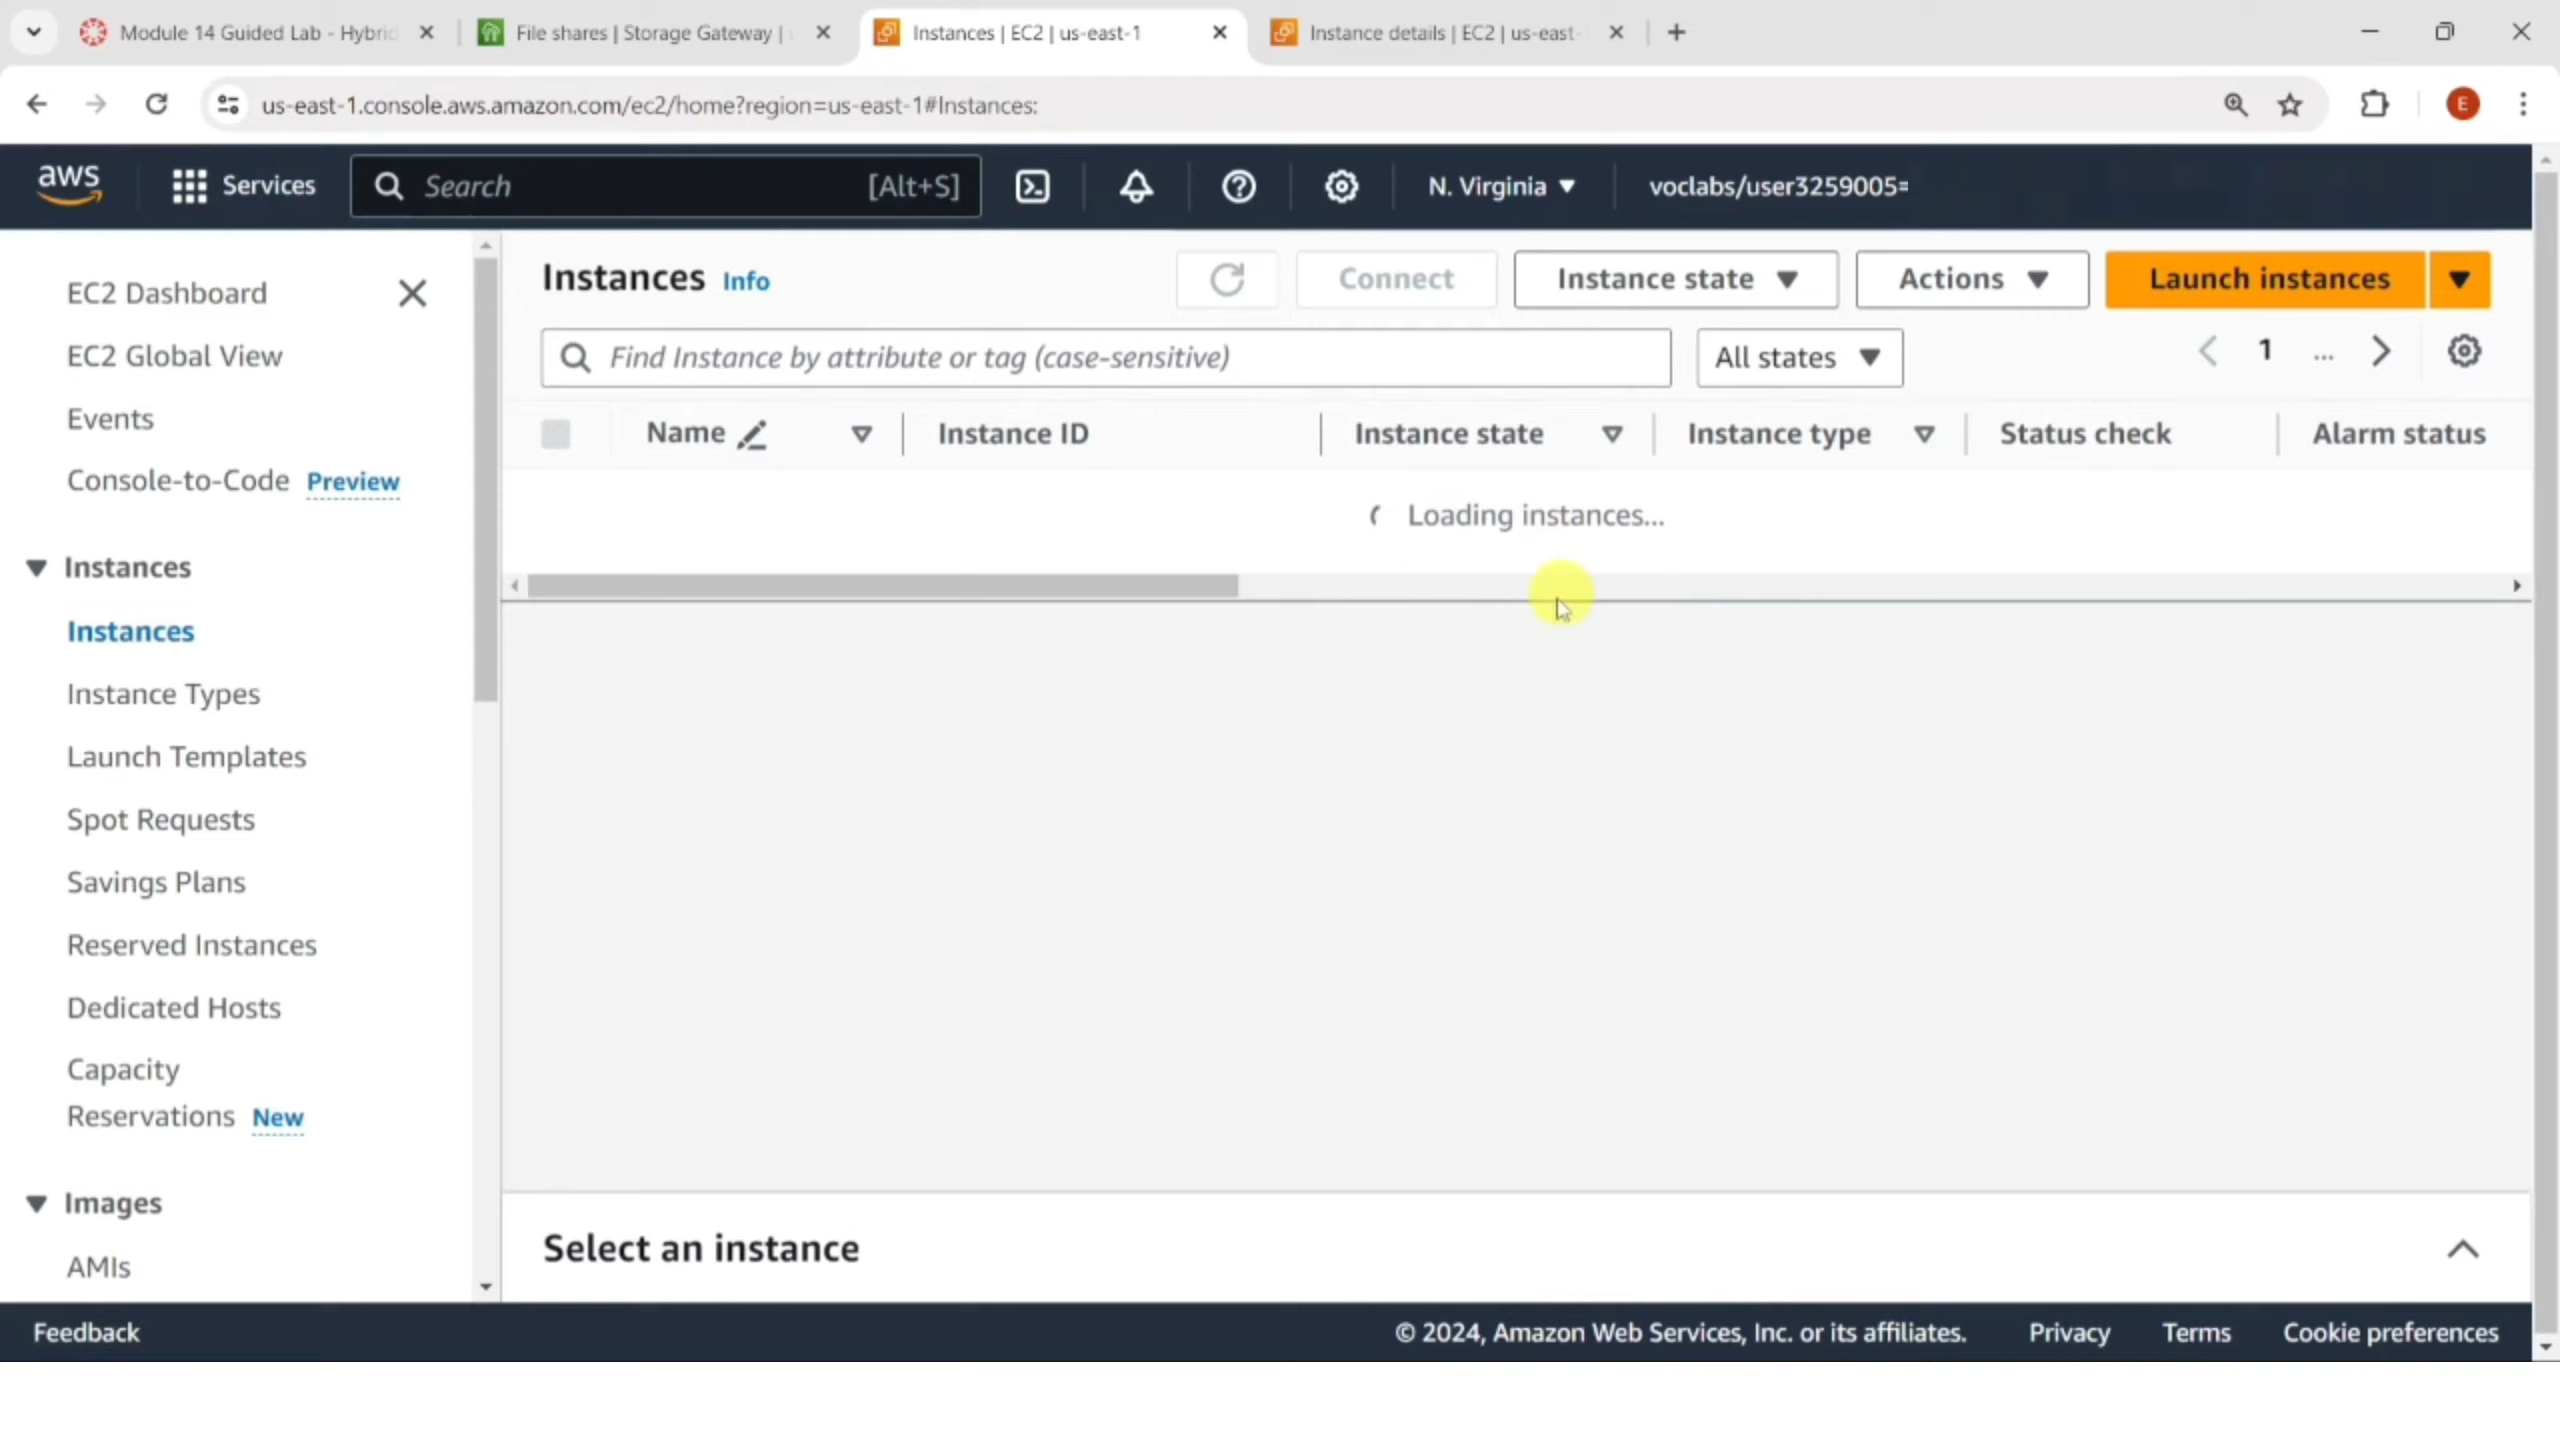 Module 14 Guided Lab - Hybrid
File shares | Storage Gateway |
Instances | EC2 | us-east-1
Instance details | EC2 | us-east-
us-east-1.console.aws.amazon.com/ec2/home?region=us-east-1#Instances:
E
aws
Services
Search
[Alt+S]
N. Virginia
voclabs/user3259005=
EC2 Dashboard
EC2 Global View
Events
Console-to-Code Preview
Instances
Instances
Instance Types
Launch Templates
Spot Requests
Savings Plans
Reserved Instances
Dedicated Hosts
Capacity
Reservations New
Images
AMIs
Instances Info
Connect
Instance state
Actions
Launch instances
Find Instance by attribute or tag (case-sensitive)
All states
1 ...
Name
Instance ID
Instance state
Instance type
Status check
Alarm status
Loading instances...
Select an instance
Feedback
© 2024, Amazon Web Services, Inc. or its affiliates.
Privacy
Terms
Cookie preferences